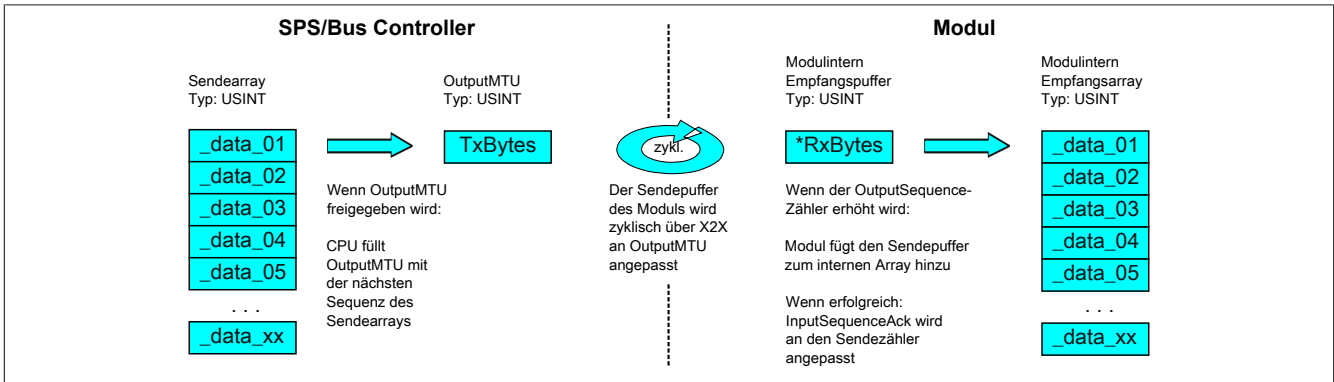 SPS/Bus Controller
Modul
Sendearray
Typ: USINT
OutputMTU
Typ: USINT
Modulintern
Empfangspuffer
Typ: USINT
Modulintern
Empfangsarray
Typ: USINT
_data_01
_data_02
_data_03
_data_04
_data_05
. . .
_data_xx
TxBytes
Wenn OutputMTU
freigegeben wird:
CPU füllt
OutputMTU mit
der nächsten
Sequenz des
Sendearrays
zykl.
Der Sendepuffer
des Moduls wird
zyklisch über X2X
an OutputMTU
angepasst
*RxBytes
Wenn der OutputSequence-
Zähler erhöht wird:
Modul fügt den Sendepuffer
zum internen Array hinzu
Wenn erfolgreich:
InputSequenceAck wird
an den Sendezähler
angepasst
_data_01
_data_02
_data_03
_data_04
_data_05
. . .
_data_xx